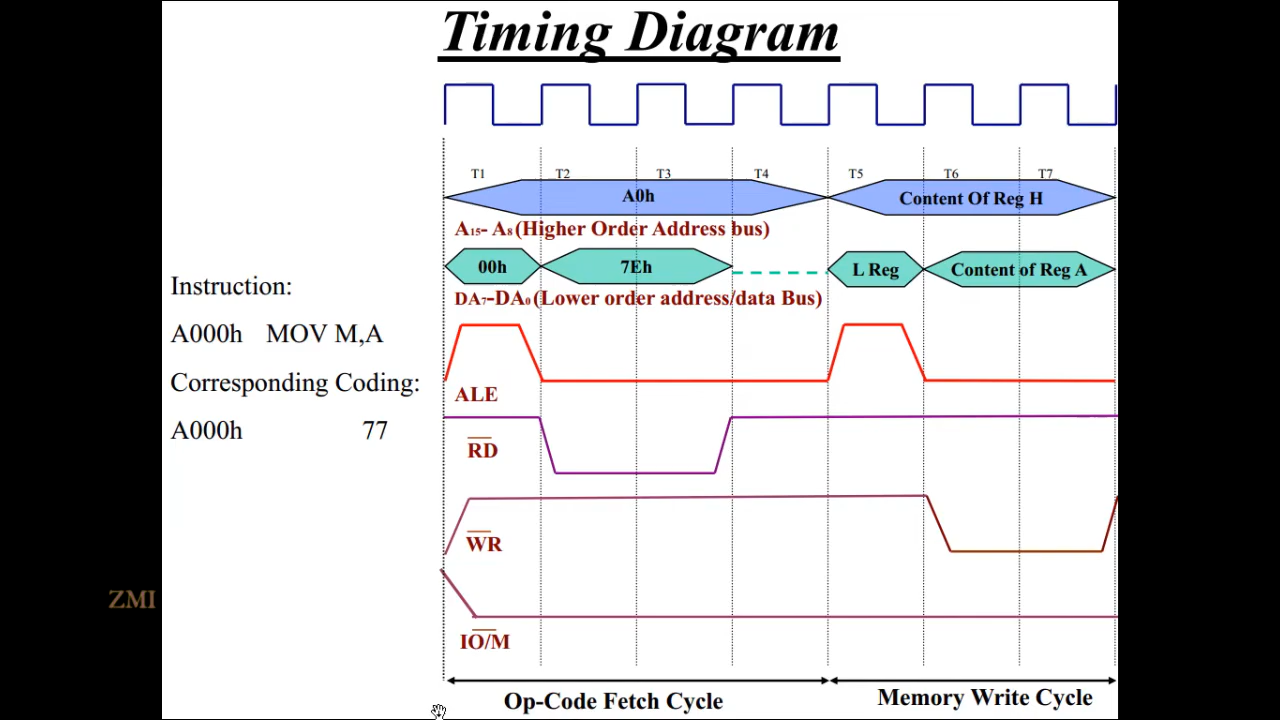 Timing Diagram
T1 T2 T3 T4 T5 T6 T7
A0h Content Of Reg H
A15- A8 (Higher Order Address bus)
00h 7Eh L Reg Content of Reg A
DA7-DA0 (Lower order address/data Bus)
Instruction:
A000h MOV M,A
Corresponding Coding:
A000h 77
ALE
RD
WR
IO/M
ZMI
Op-Code Fetch Cycle Memory Write Cycle